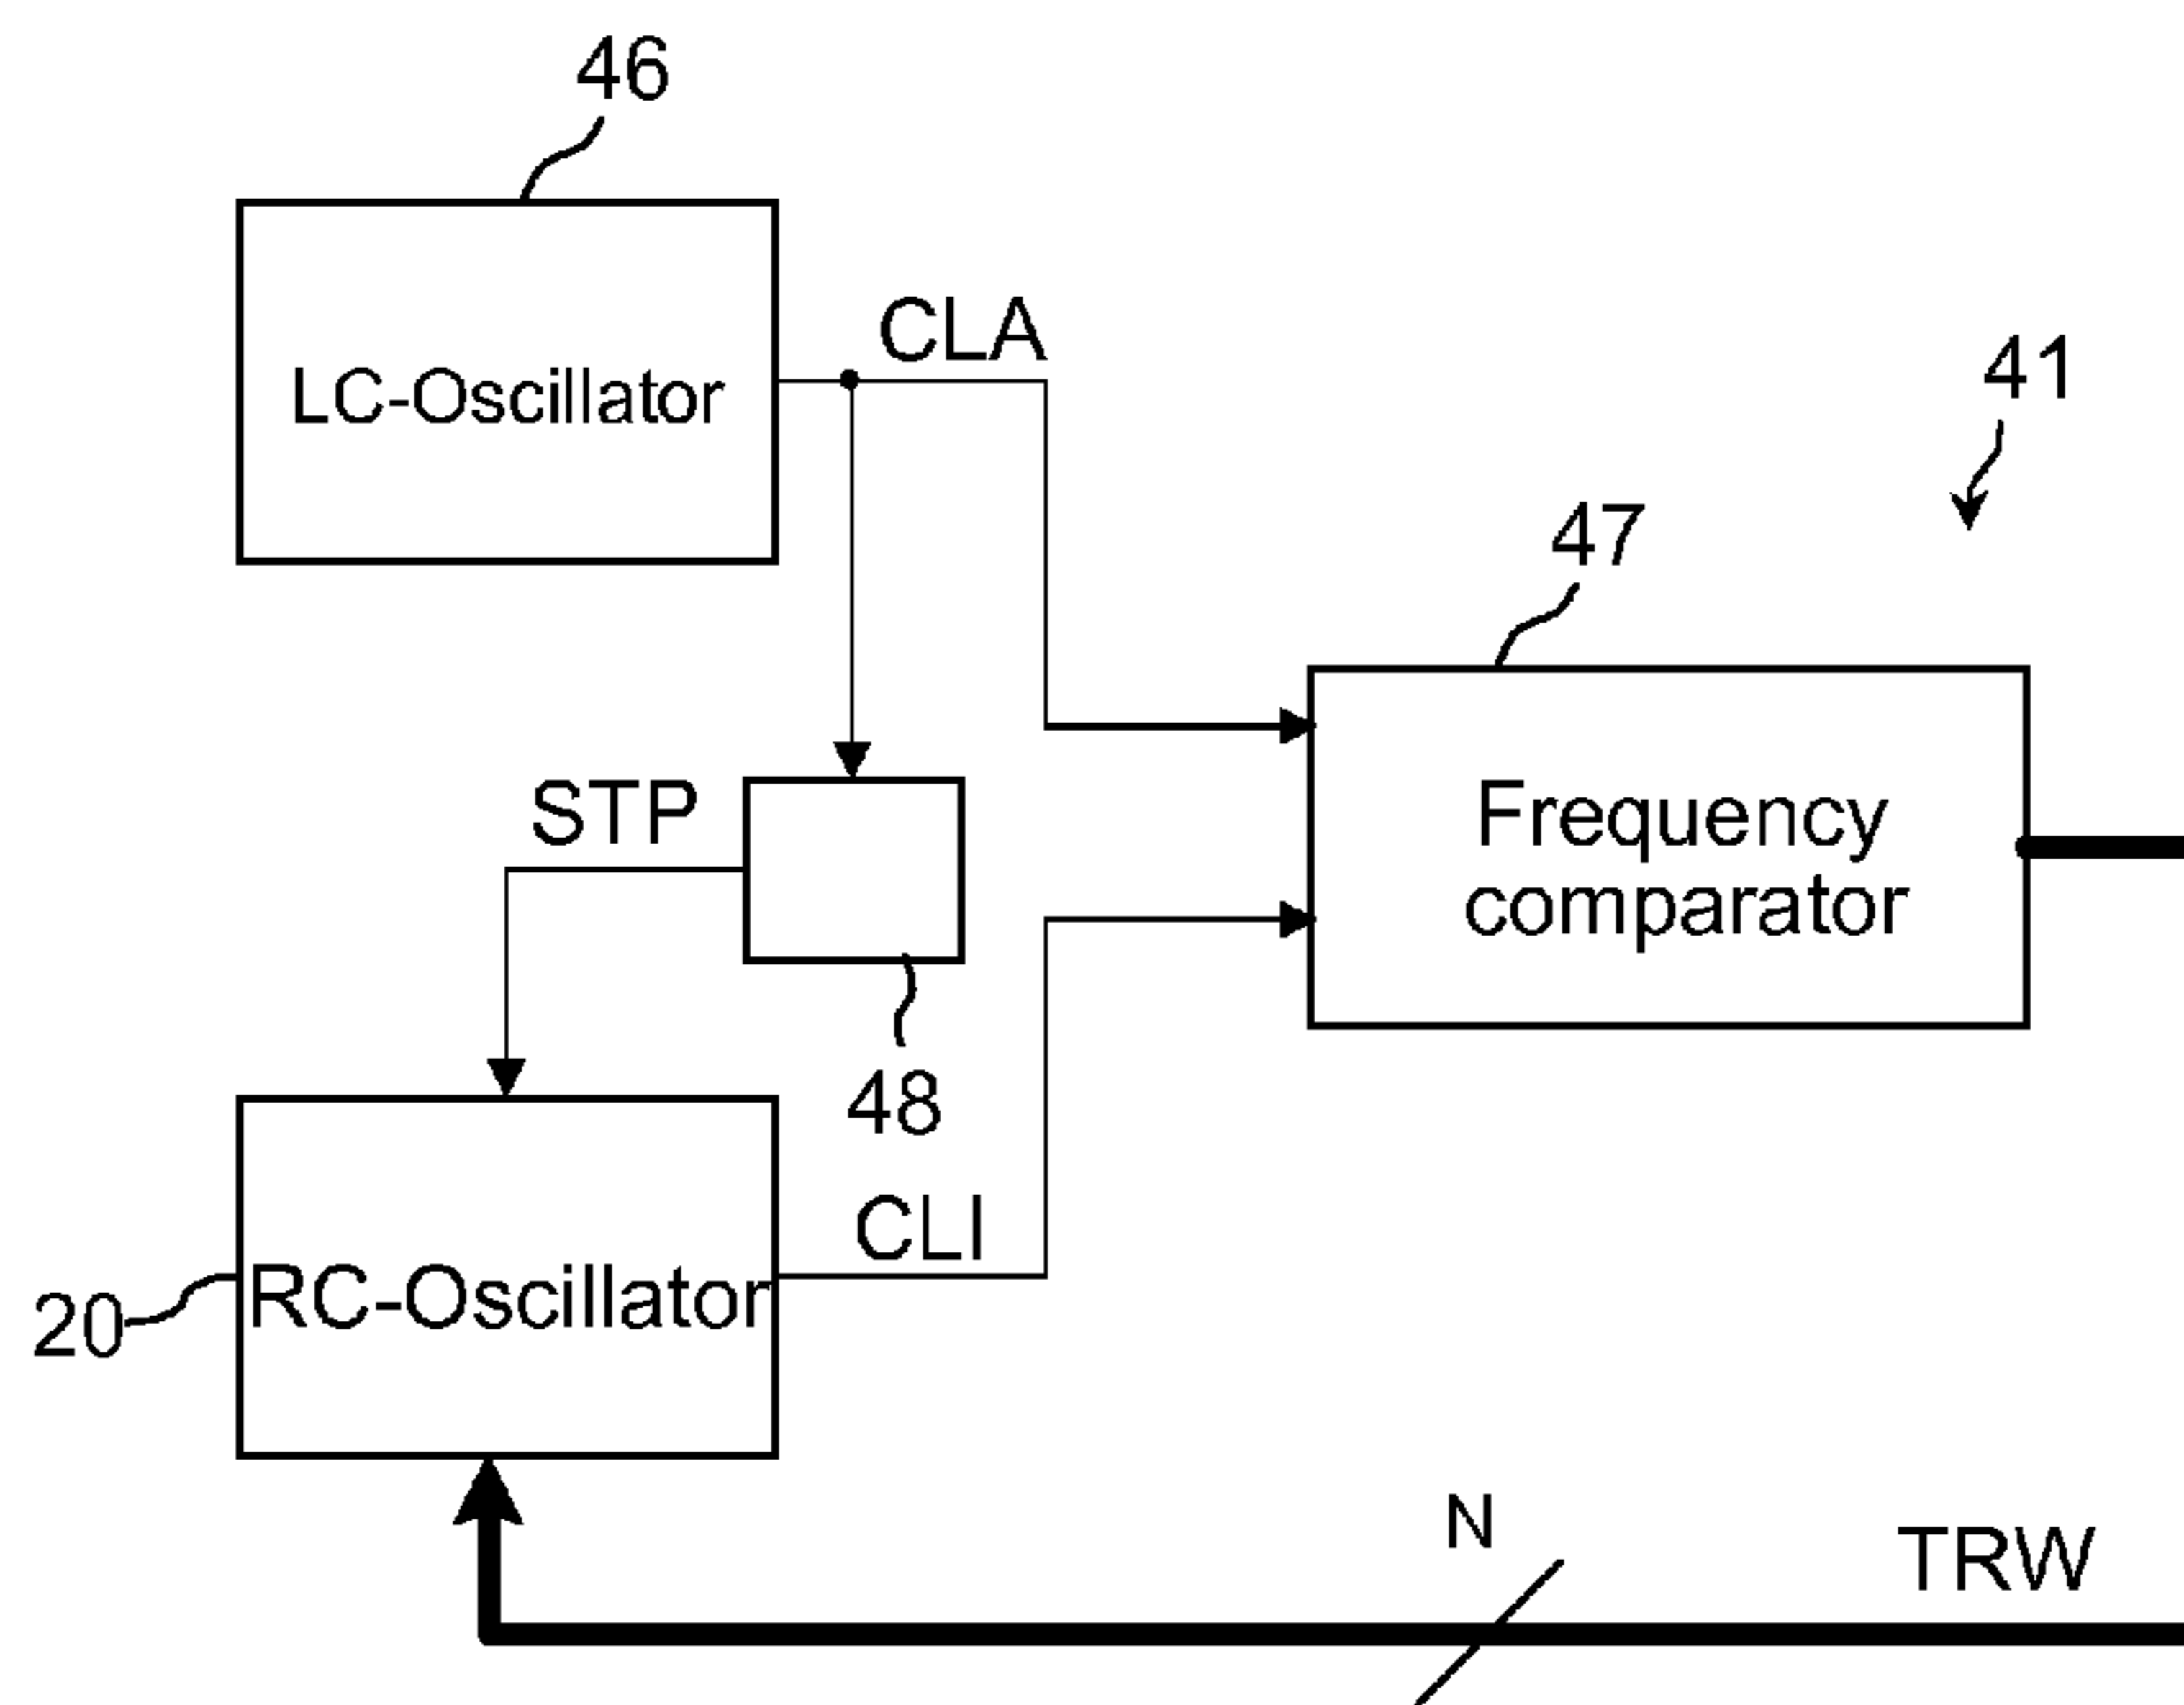 46
LC-Oscillator
CLA
41
47
STP
Frequency
comparator
48
CLI
20
RC-Oscillator
N
TRW